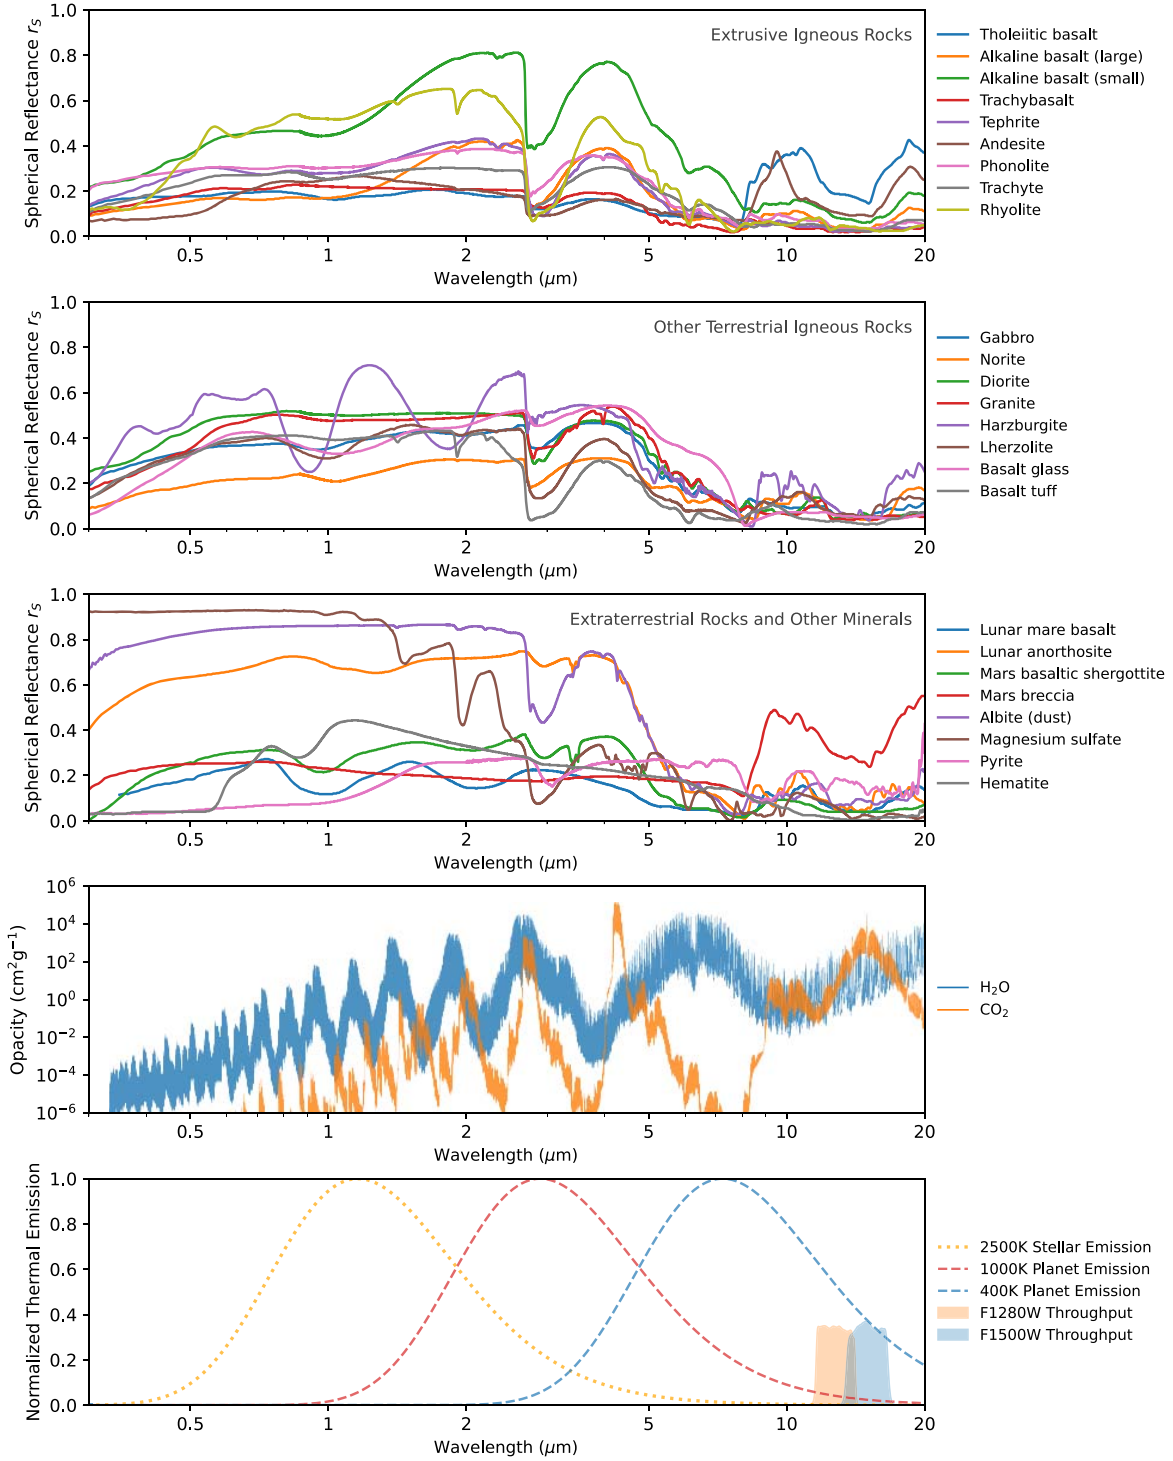 1.0
0.8
0.6
0.4
0.2
0.0
Spherical Reflectance rS
Extrusive Igneous Rocks
0.5 1 2 5 10 20
Wavelength (μm)
Tholeiitic basalt
Alkaline basalt (large)
Alkaline basalt (small)
Trachybasalt
Tephrite
Andesite
Phonolite
Trachyte
Rhyolite
1.0
0.8
0.6
0.4
0.2
0.0
Spherical Reflectance rS
Other Terrestrial Igneous Rocks
0.5 1 2 5 10 20
Wavelength (μm)
Gabbro
Norite
Diorite
Granite
Harzburgite
Lherzolite
Basalt glass
Basalt tuff
1.0
0.8
0.6
0.4
0.2
0.0
Spherical Reflectance rS
Extraterrestrial Rocks and Other Minerals
0.5 1 2 5 10 20
Wavelength (μm)
Lunar mare basalt
Lunar anorthosite
Mars basaltic shergottite
Mars breccia
Albite (dust)
Magnesium sulfate
Pyrite
Hematite
10^6
10^4
10^2
10^0
10^−2
10^−4
10^−6
Opacity (cm²g⁻¹)
0.5 1 2 5 10 20
Wavelength (μm)
H₂O
CO₂
1.0
0.8
0.6
0.4
0.2
0.0
Normalized Thermal Emission
0.5 1 2 5 10 20
Wavelength (μm)
2500K Stellar Emission
1000K Planet Emission
400K Planet Emission
F1280W Throughput
F1500W Throughput